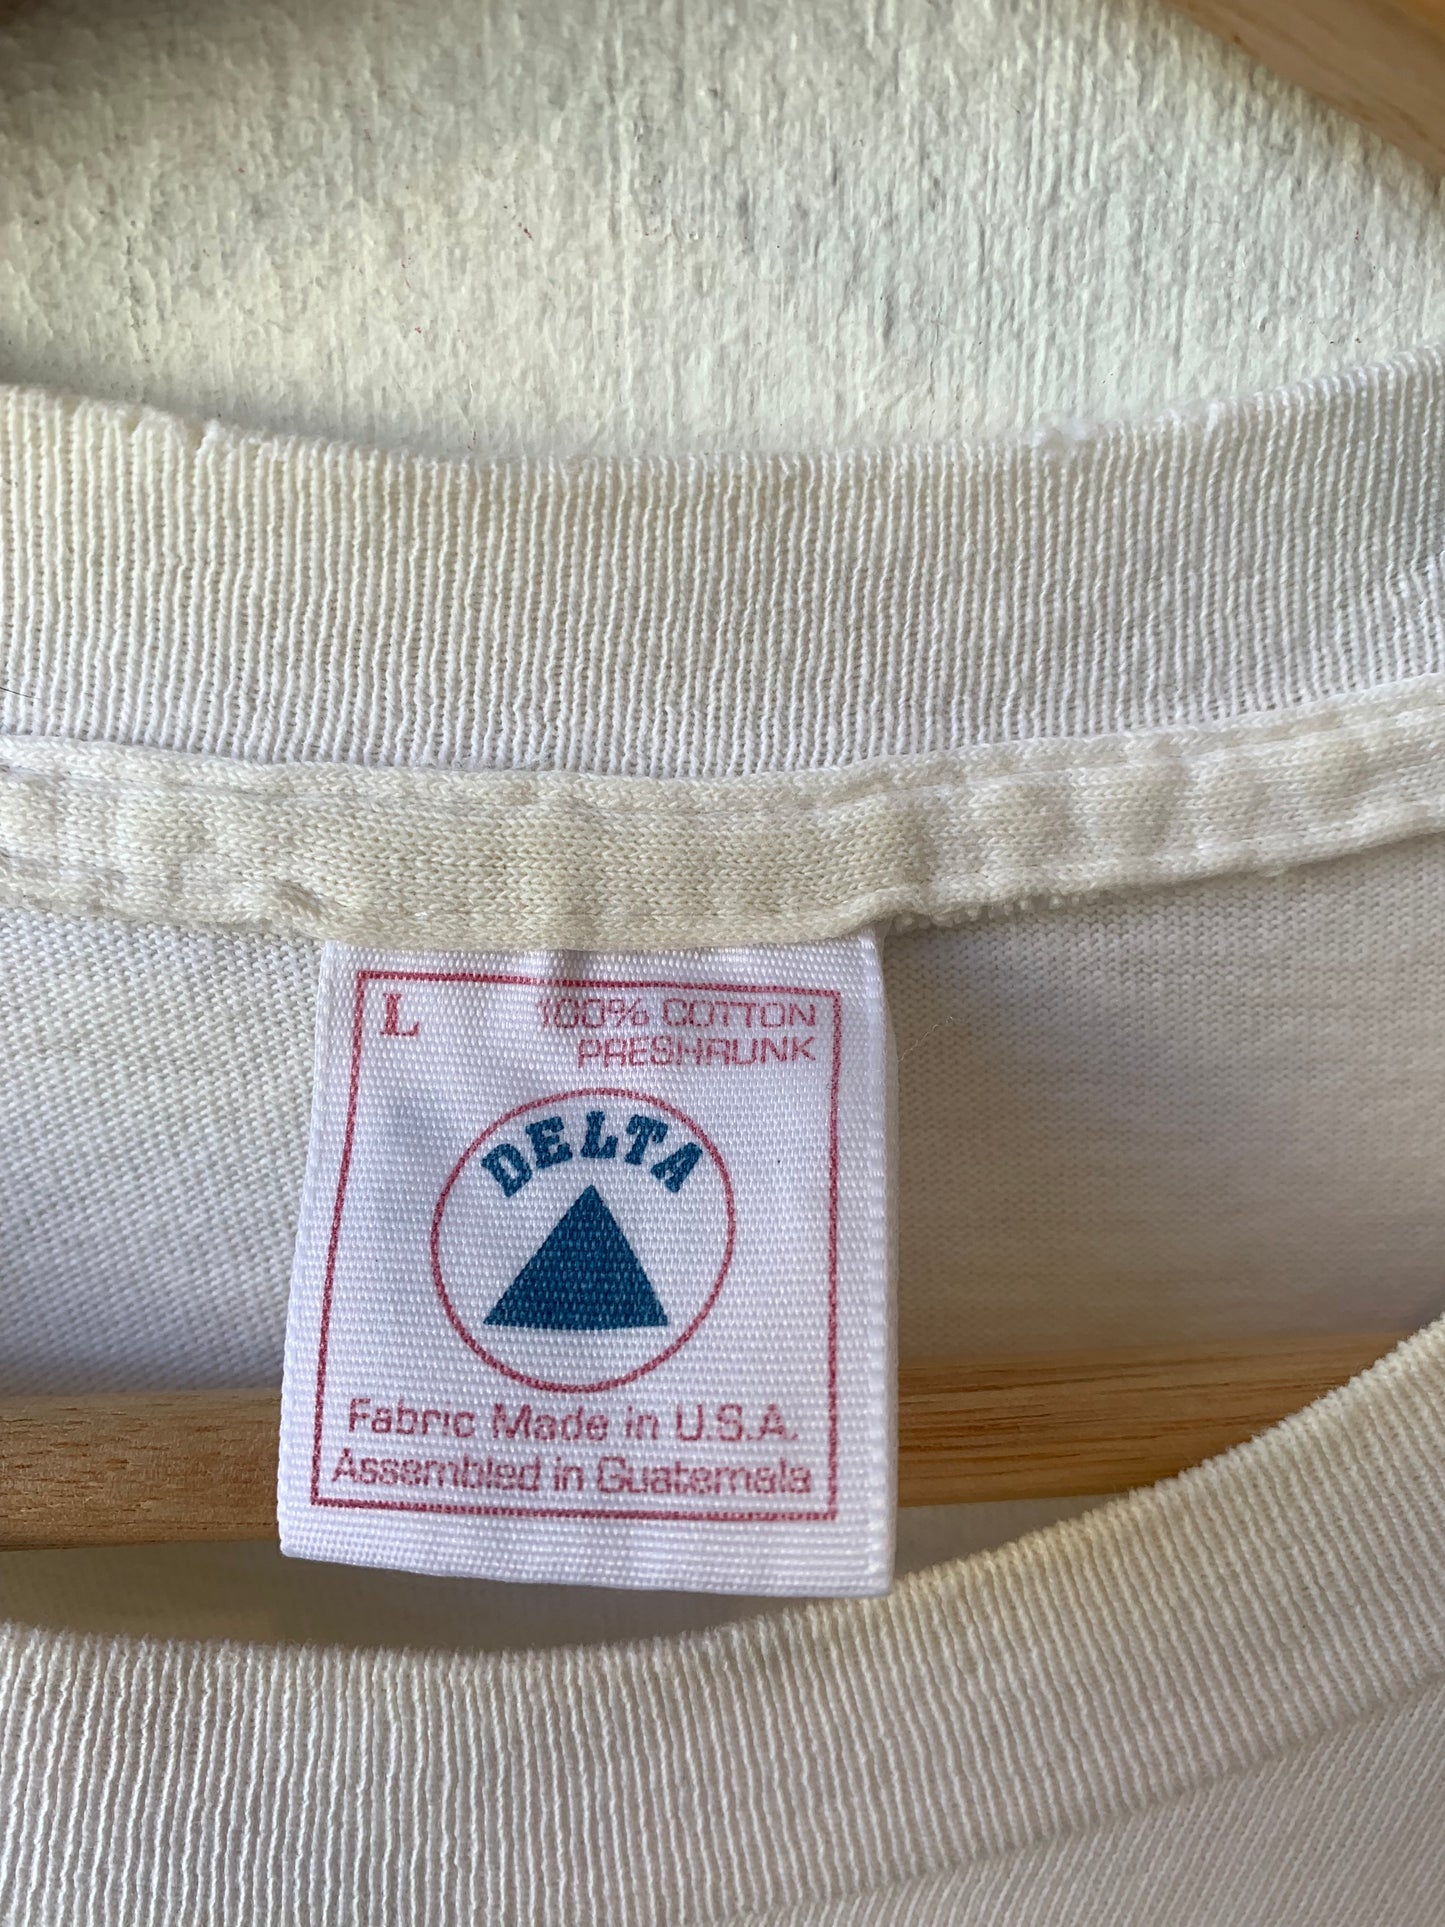 L
100% COTTON
PRESHRUNK
DELTA
Fabric Made in U.S.A.
Assembled in Guatemala